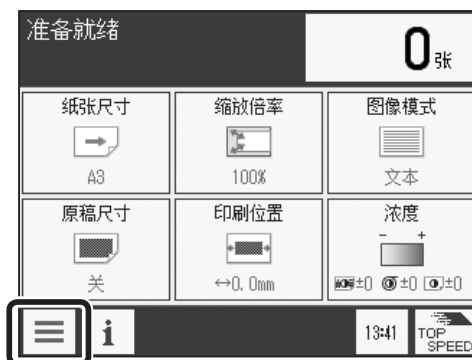 准备就绪
0张
纸张尺寸
A3
缩放倍率
100%
图像模式
文本
原稿尺寸
关
印刷位置
↔0.0mm
浓度
- +
±0 ±0 ±0
i
13:41
TOP
SPEED